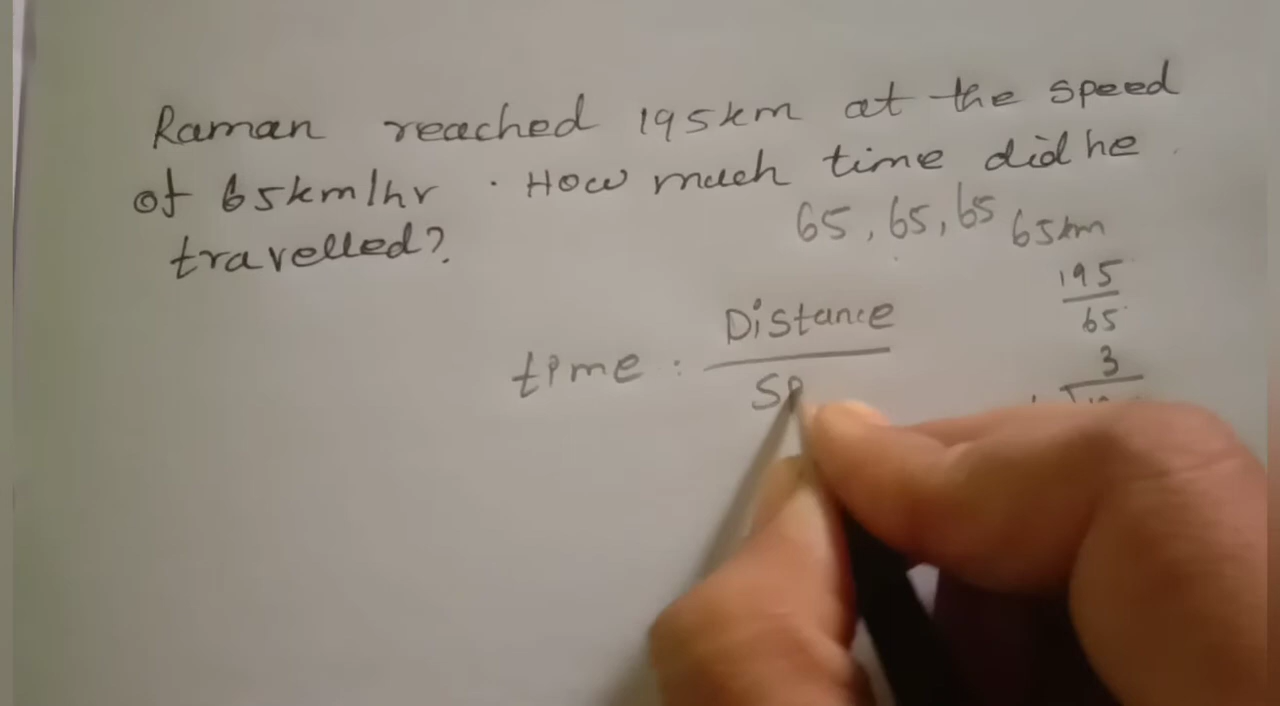 Raman reached 195km at the speed
of 65km/hr . How much time did he
travelled?
65, 65, 65 65km
195
65
3
time : Distance
SP